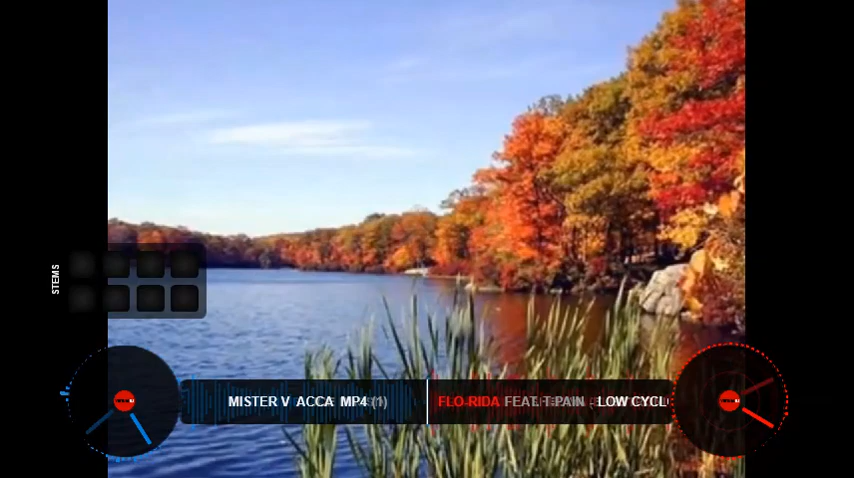 STEMS
MISTER V ACCA MP4 (1)
FLO-RIDA FEAT. T-PAIN - LOW CYCL